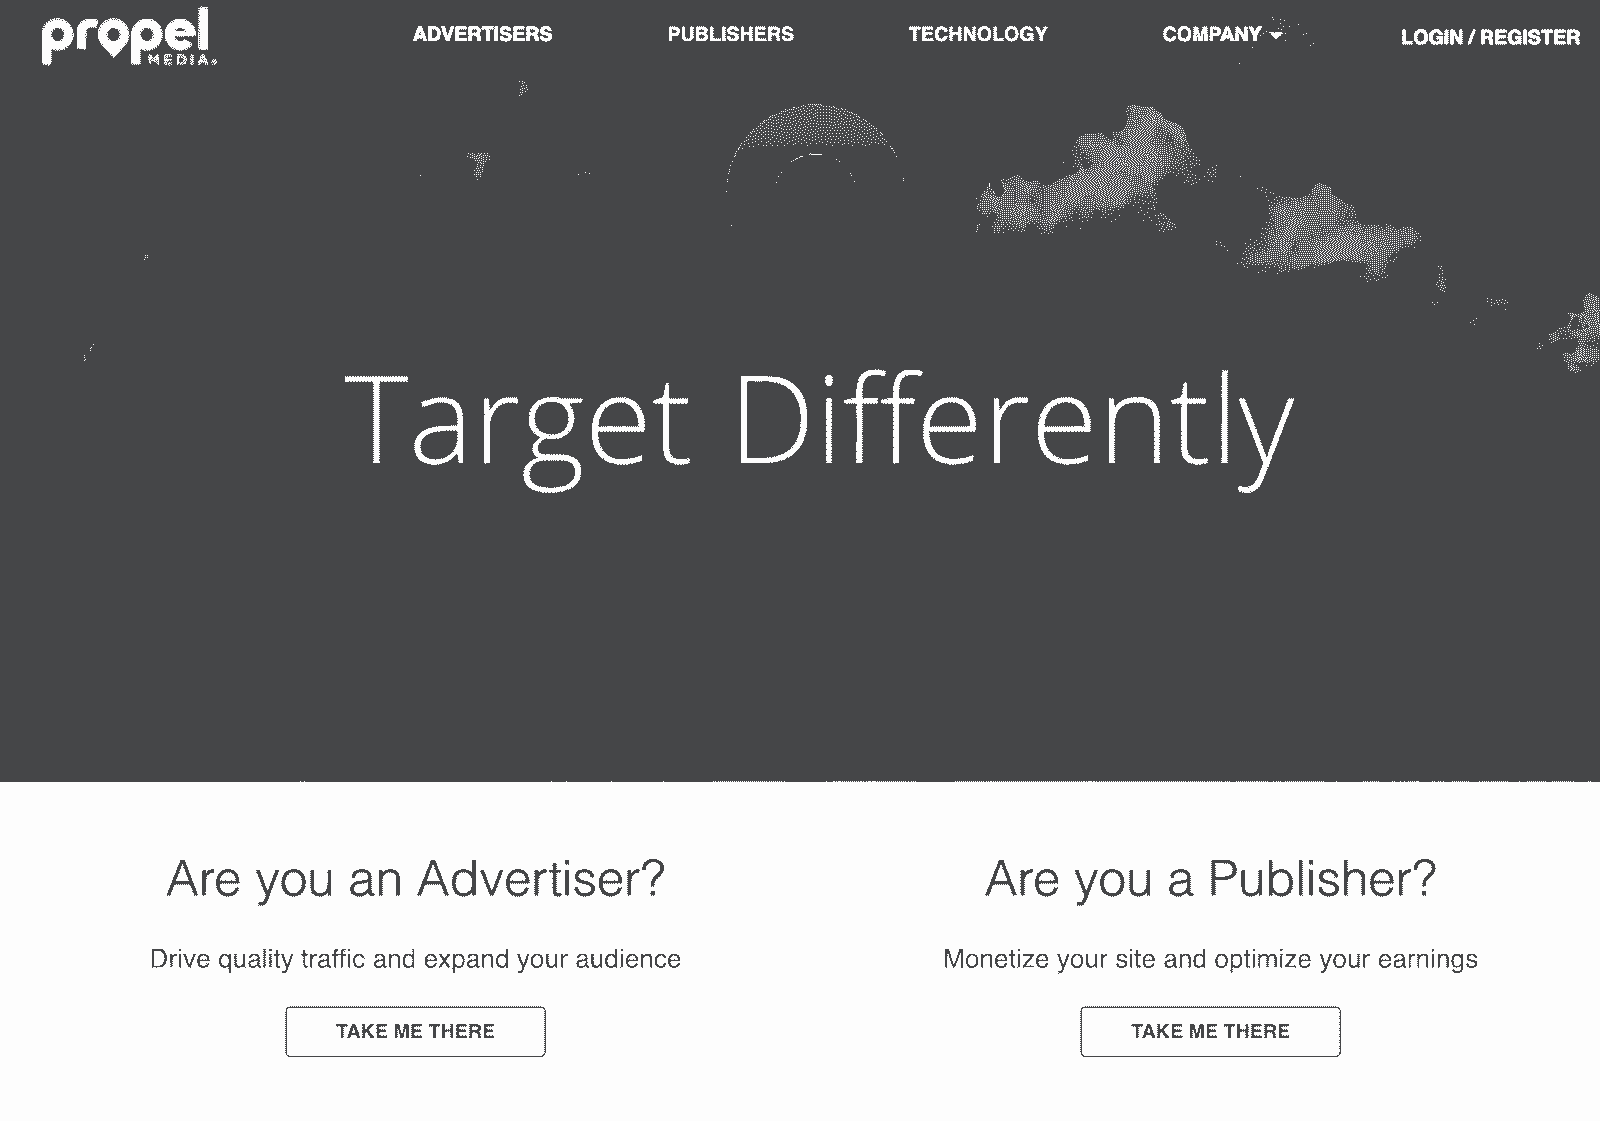 propel
MEDIA
ADVERTISERS
PUBLISHERS
TECHNOLOGY
COMPANY
LOGIN / REGISTER
Target Differently
Are you an Advertiser?
Drive quality traffic and expand your audience
TAKE ME THERE
Are you a Publisher?
Monetize your site and optimize your earnings
TAKE ME THERE